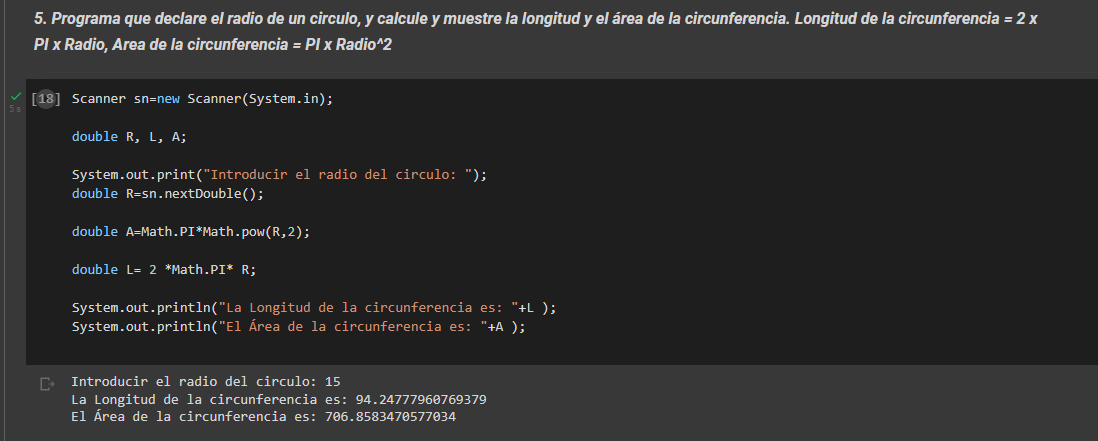 5. Programa que declare el radio de un circulo, y calcule y muestre la longitud y el área de la circunferencia. Longitud de la circunferencia = 2 x
PI x Radio, Area de la circunferencia = PI x Radio^2
[18] Scanner sn=new Scanner(System.in);
5s
double R, L, A;
System.out.print("Introducir el radio del circulo: ");
double R=sn.nextDouble();
double A=Math.PI*Math.pow(R,2);
double L= 2 *Math.PI* R;
System.out.println("La Longitud de la circunferencia es: "+L );
System.out.println("El Área de la circunferencia es: "+A );
Introducir el radio del circulo: 15
La Longitud de la circunferencia es: 94.24777960769379
El Área de la circunferencia es: 706.8583470577034